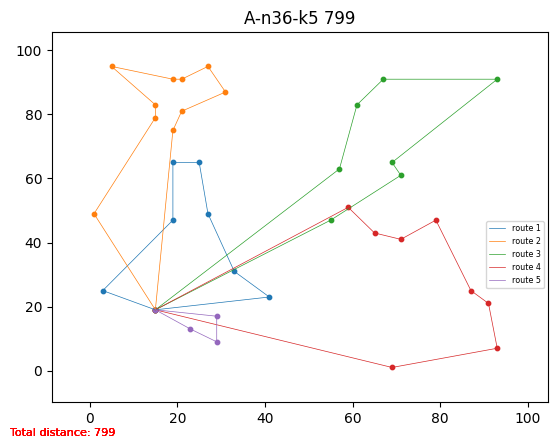 A-n36-k5 799
100
80
60
40
20
0
route 1
route 2
route 3
route 4
route 5
0 20 40 60 80 100
Total distance: 799